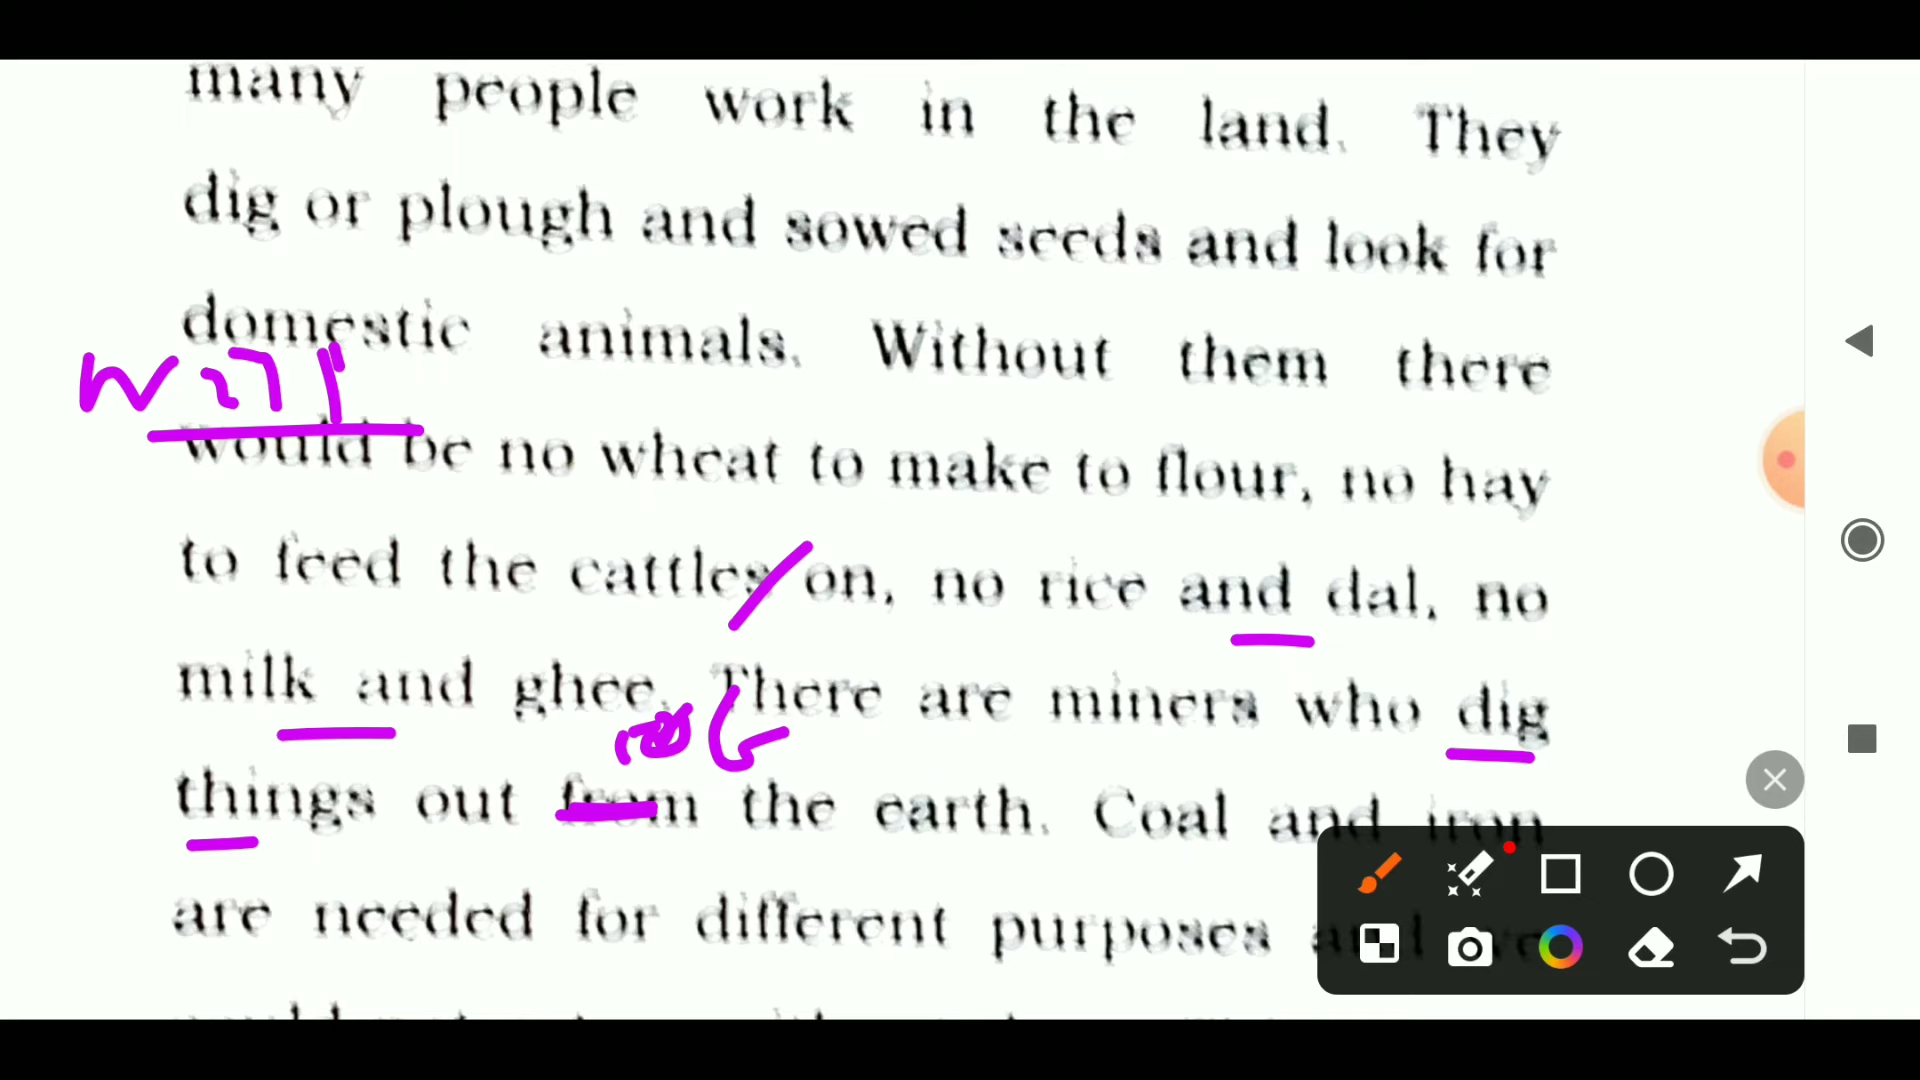 many people work in the land. They
dig or plough and sowed seeds and look for
domestic animals. Without them there
would be no wheat to make to flour, no hay
to feed the cattles on, no rice and dal, no
milk and ghee. There are miners who dig
things out from the earth. Coal and iron
are needed for different purposes and we